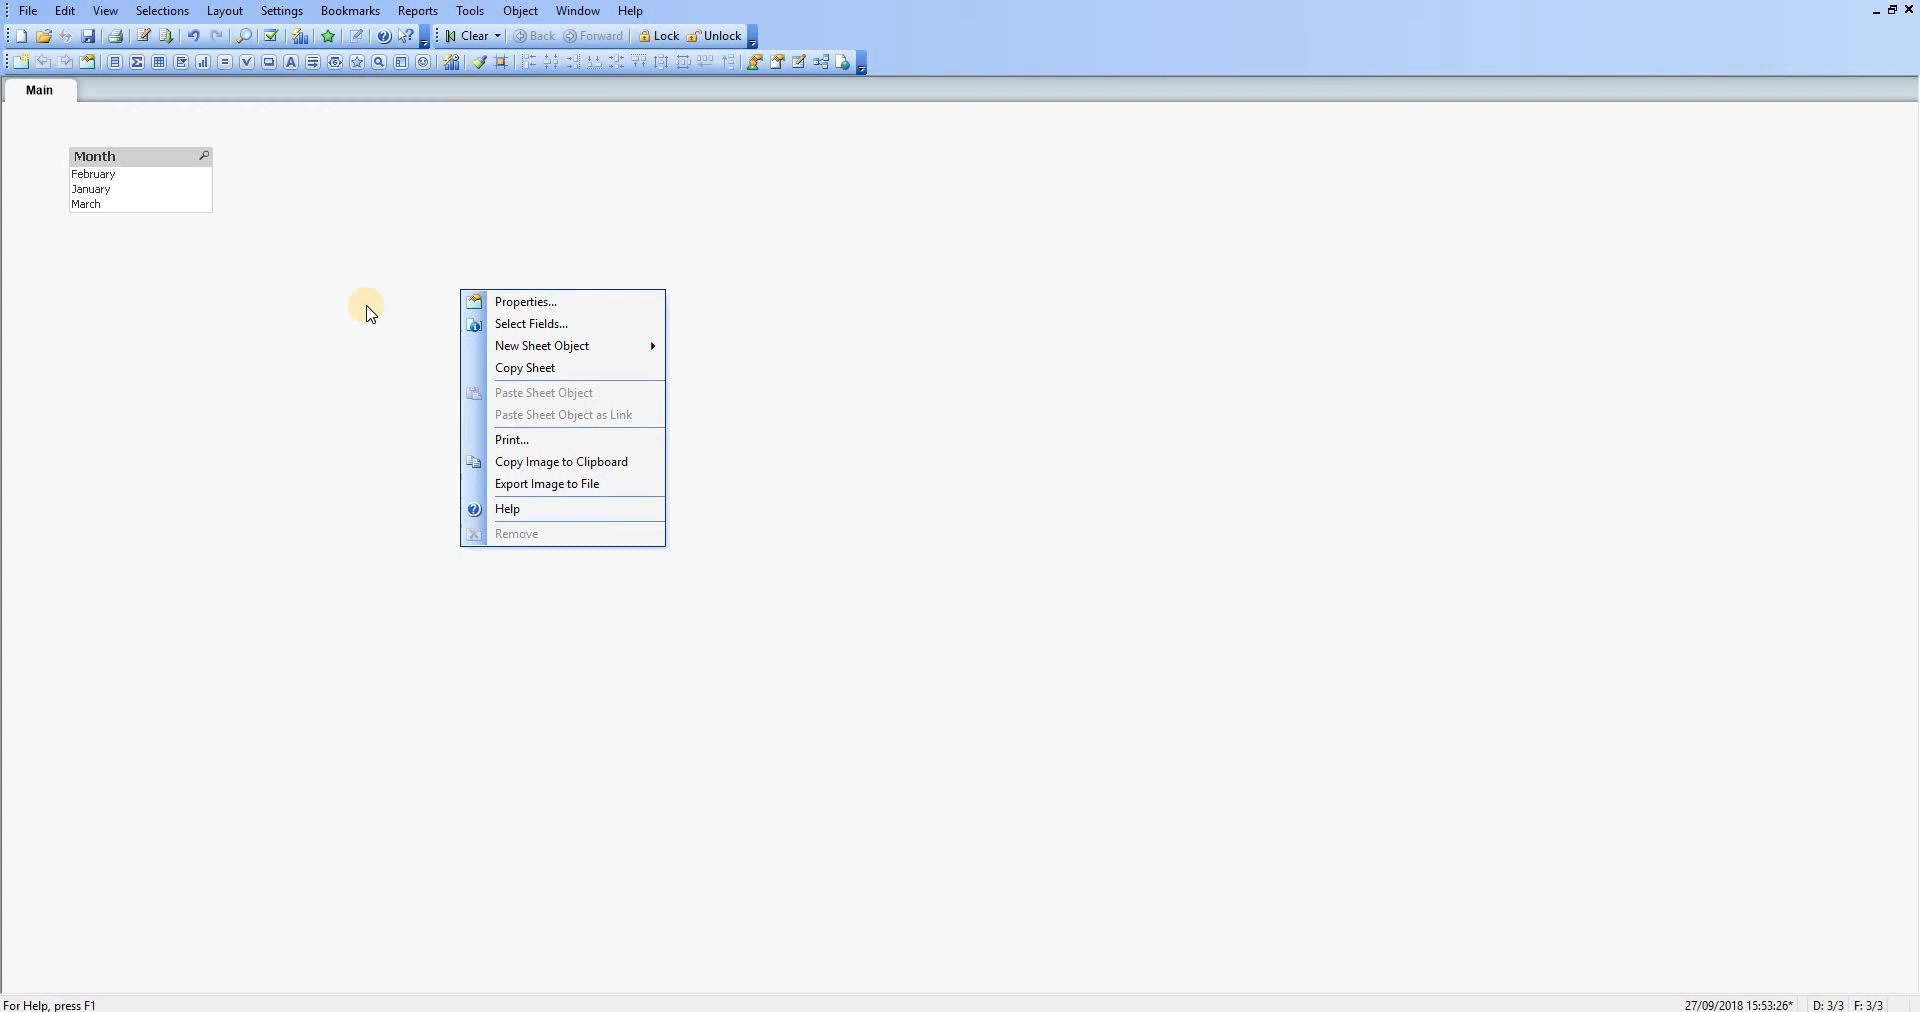 File Edit View Selections Layout Settings Bookmarks Reports Tools Object Window Help
Clear Back Forward Lock Unlock
Main
Month
February
January
March
Properties...
Select Fields...
New Sheet Object
Copy Sheet
Paste Sheet Object
Paste Sheet Object as Link
Print...
Copy Image to Clipboard
Export Image to File
Help
Remove
For Help, press F1 27/09/2018 15:53:26* D: 3/3 F: 3/3